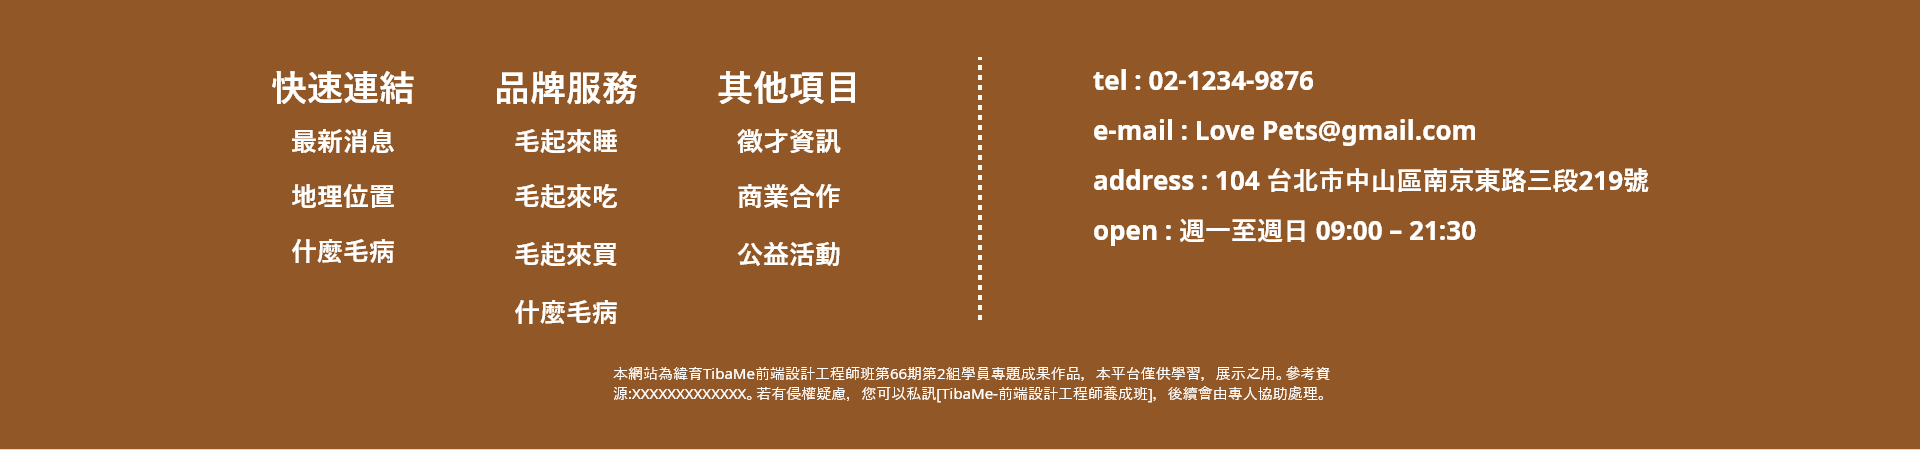 快速連結
最新消息
地理位置
什麼毛病
品牌服務
毛起來睡
毛起來吃
毛起來買
什麼毛病
其他項目
徵才資訊
商業合作
公益活動
tel : 02-1234-9876
e-mail : Love Pets@gmail.com
address : 104 台北市中山區南京東路三段219號
open : 週一至週日 09:00 – 21:30
本網站為緯育TibaMe前端設計工程師班第66期第2組學員專題成果作品，本平台僅供學習，展示之用。參考資
源:XXXXXXXXXXXXX。若有侵權疑慮，您可以私訊[TibaMe-前端設計工程師養成班]，後續會由專人協助處理。